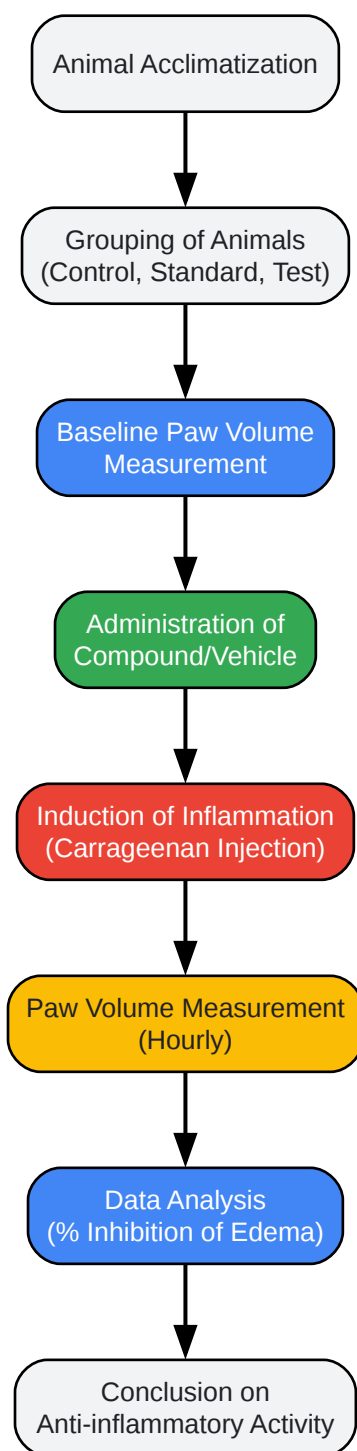 Animal Acclimatization
Grouping of Animals
(Control, Standard, Test)
Baseline Paw Volume
Measurement
Administration of
Compound/Vehicle
Induction of Inflammation
(Carrageenan Injection)
Paw Volume Measurement
(Hourly)
Data Analysis
(% Inhibition of Edema)
Conclusion on
Anti-inflammatory Activity